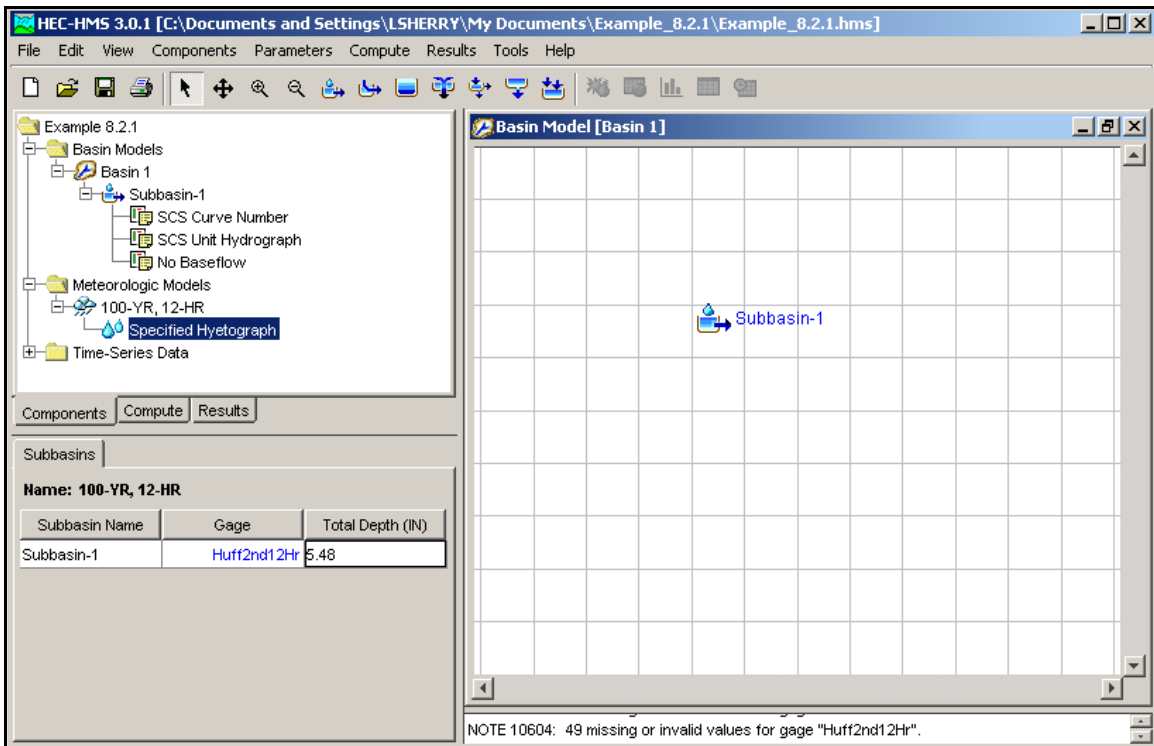 HEC-HMS 3.0.1 [C:\Documents and Settings\LSHERRY\My Documents\Example_8.2.1\Example_8.2.1.hms]
File Edit View Components Parameters Compute Results Tools Help
Example 8.2.1
Basin Models
Basin 1
Subbasin-1
SCS Curve Number
SCS Unit Hydrograph
No Baseflow
Meteorologic Models
100-YR, 12-HR
Specified Hyetograph
Time-Series Data
Components Compute Results
Subbasins
Name: 100-YR, 12-HR
Subbasin Name Gage Total Depth (IN)
Subbasin-1 Huff2nd12Hr 5.48
Basin Model [Basin 1]
Subbasin-1
NOTE 10604: 49 missing or invalid values for gage "Huff2nd12Hr".